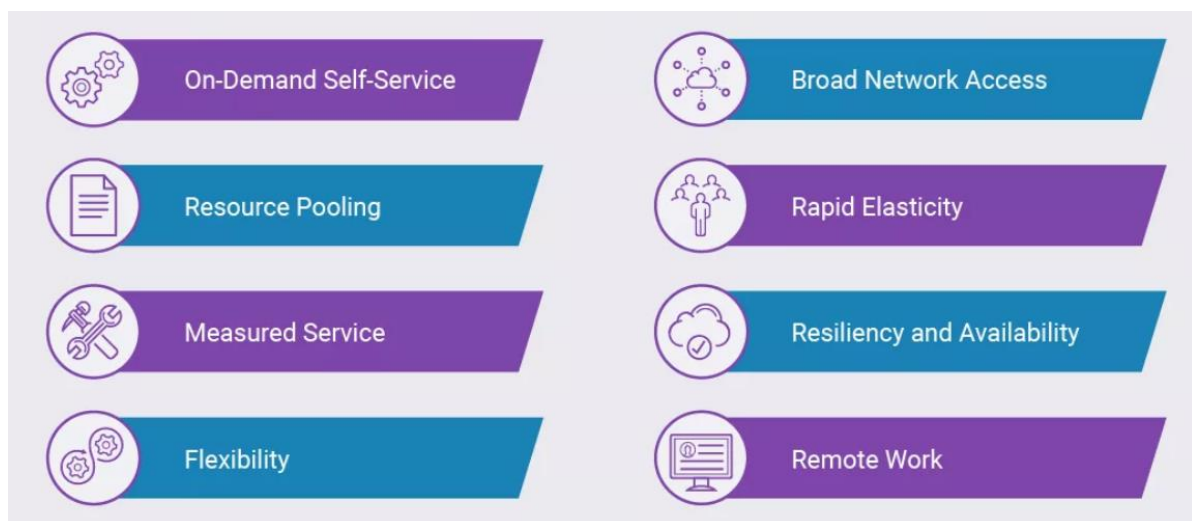 On-Demand Self-Service
Broad Network Access
Resource Pooling
Rapid Elasticity
Measured Service
Resiliency and Availability
Flexibility
Remote Work